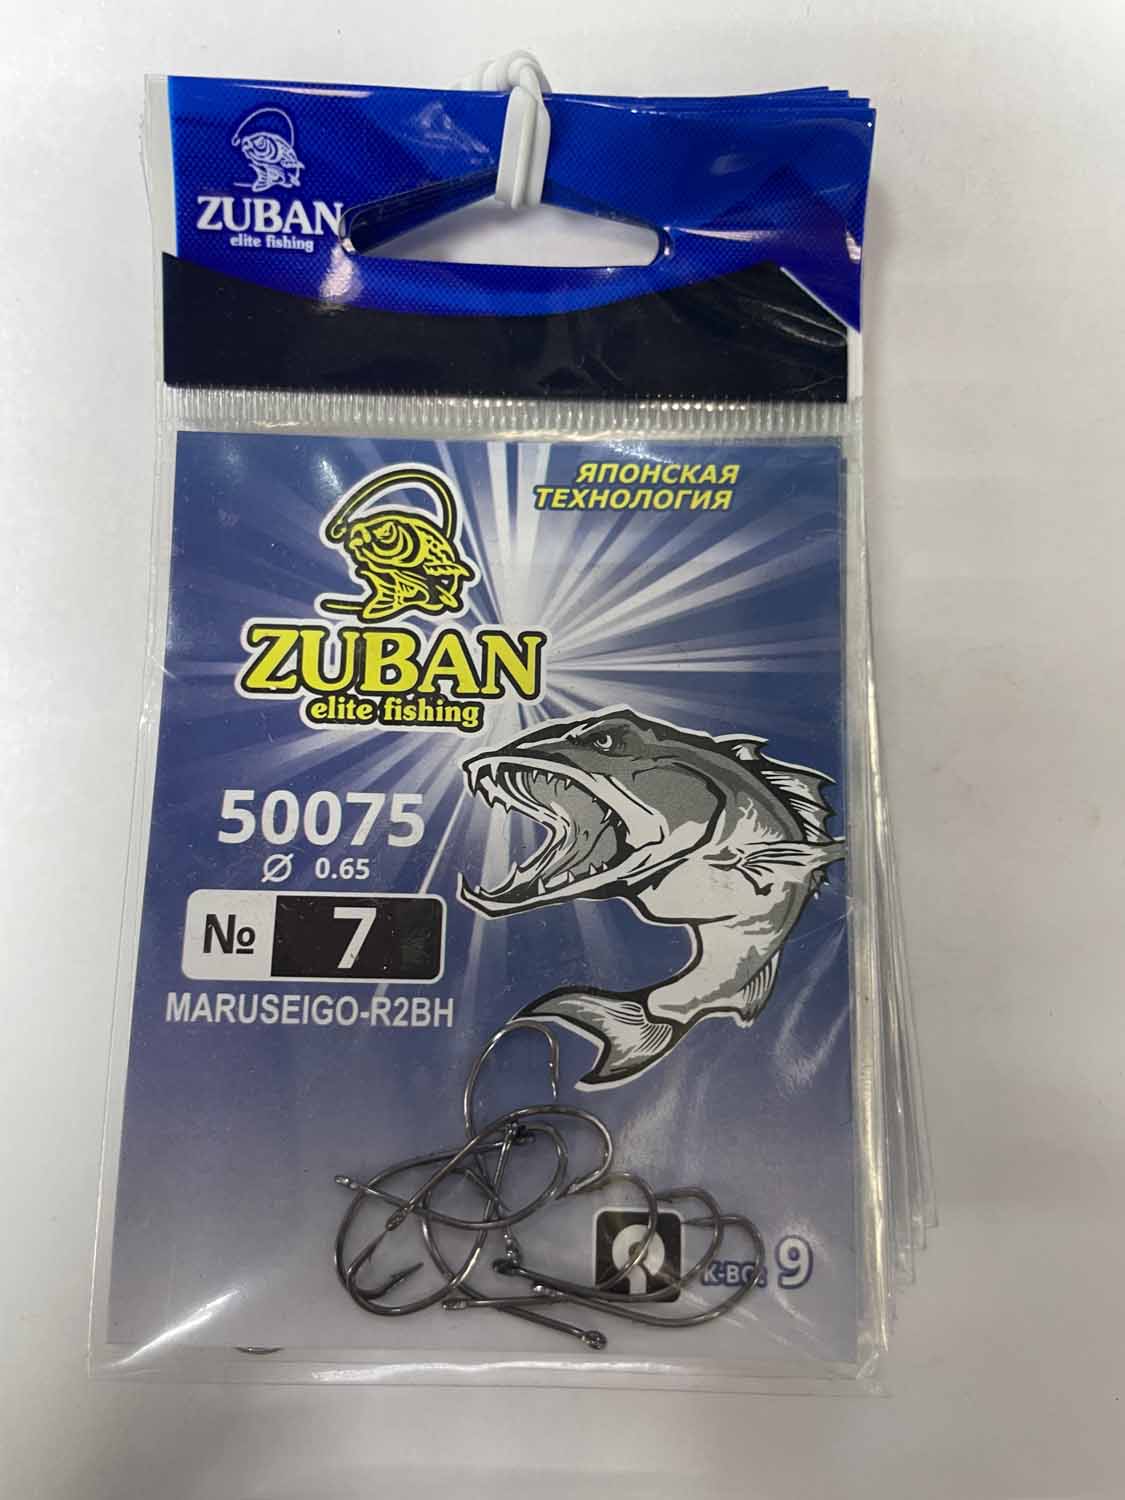 ZUBAN
elite fishing
ЯПОНСКАЯ
ТЕХНОЛОГИЯ
ZUBAN
elite fishing
50075
Ø 0.65
№ 7
MARUSEIGO-R2BH
К-ВО: 9